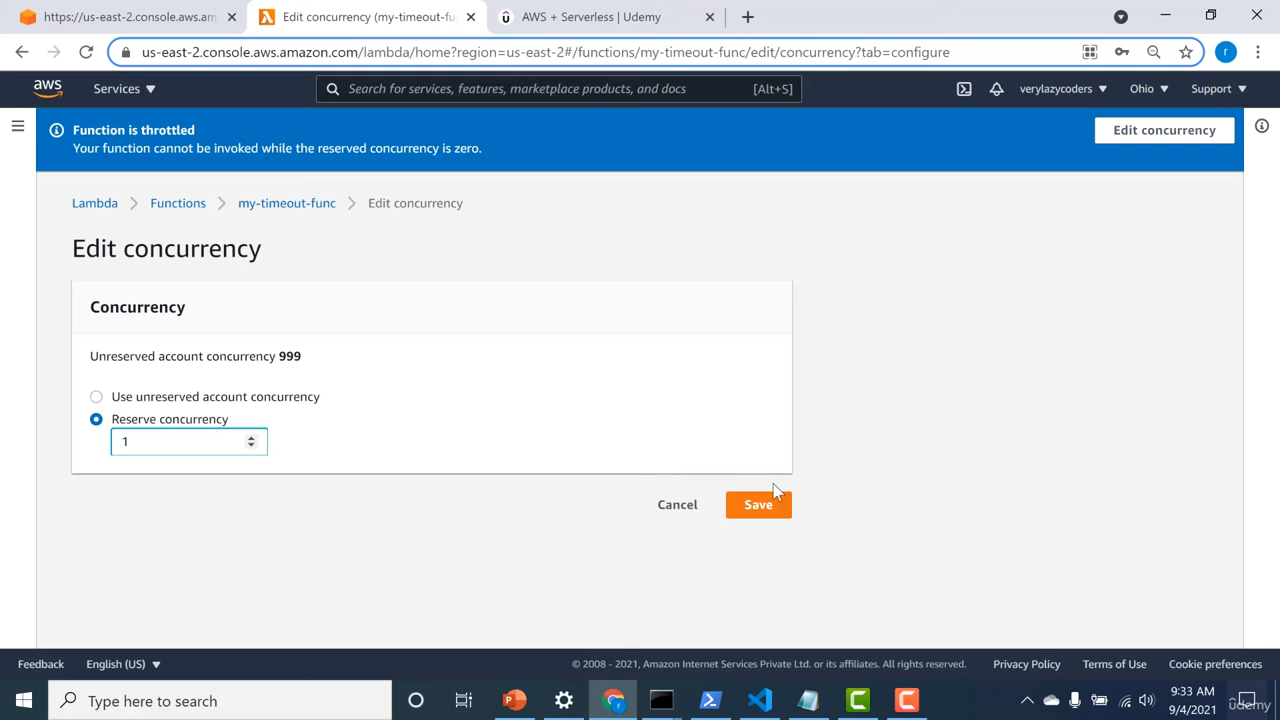 https://us-east-2.console.aws.am
Edit concurrency (my-timeout-fu
AWS + Serverless | Udemy
us-east-2.console.aws.amazon.com/lambda/home?region=us-east-2#/functions/my-timeout-func/edit/concurrency?tab=configure
r
aws
Services
Search for services, features, marketplace products, and docs
[Alt+S]
verylazycoders
Ohio
Support
Function is throttled
Your function cannot be invoked while the reserved concurrency is zero.
Edit concurrency
Lambda
Functions
my-timeout-func
Edit concurrency
Edit concurrency
Concurrency
Unreserved account concurrency 999
Use unreserved account concurrency
Reserve concurrency
1
Cancel
Save
Feedback
English (US)
© 2008 - 2021, Amazon Internet Services Private Ltd. or its affiliates. All rights reserved.
Privacy Policy
Terms of Use
Cookie preferences
Type here to search
9:33 AM
9/4/2021
udemy